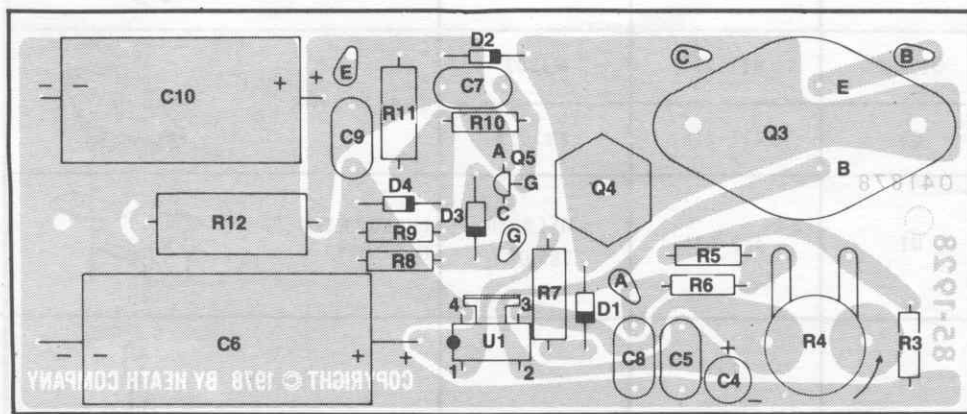 D2
C
B
E
C7
E
C10
- -
+ +
R11
C9
R10
Q3
A
Q5
G
C
Q4
B
041878
D4
D3
R12
R9
G
R8
R5
A
R6
85-1928
4
3
R7
D1
- -
C6
+ +
U1
1
2
C8
C5
+
C4
-
R4
R3
COPYRIGHT © 1978 BY HEATH COMPANY